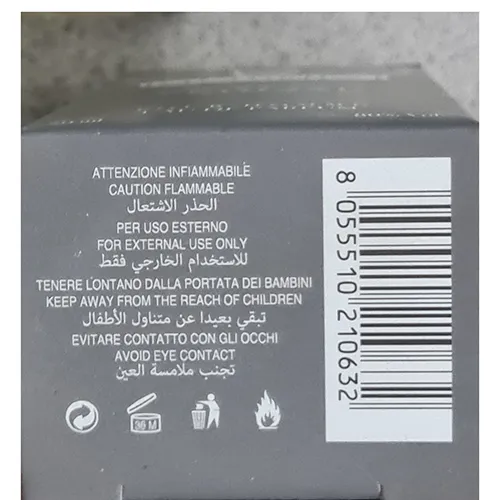 ATTENZIONE INFIAMMABILE
CAUTION FLAMMABLE
الحذر الاشتعال
PER USO ESTERNO
FOR EXTERNAL USE ONLY
للاستخدام الخارجي فقط
TENERE LONTANO DALLA PORTATA DEI BAMBINI
KEEP AWAY FROM THE REACH OF CHILDREN
تبقي بعيدا عن متناول الأطفال
EVITARE CONTATTO CON GLI OCCHI
AVOID EYE CONTACT
تجنب ملامسة العين
36 M
8 055510 210632